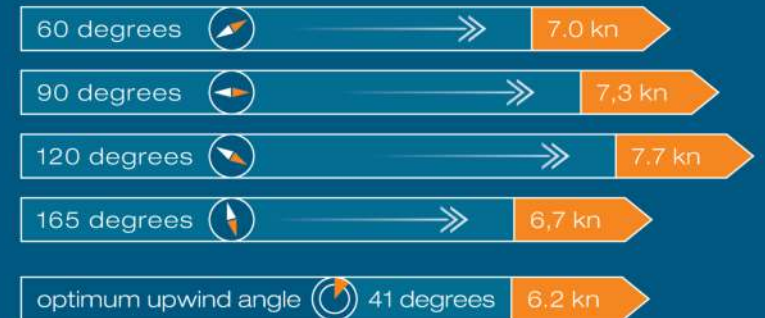 60 degrees 7.0 kn
90 degrees 7,3 kn
120 degrees 7.7 kn
165 degrees 6,7 kn
optimum upwind angle 41 degrees 6.2 kn